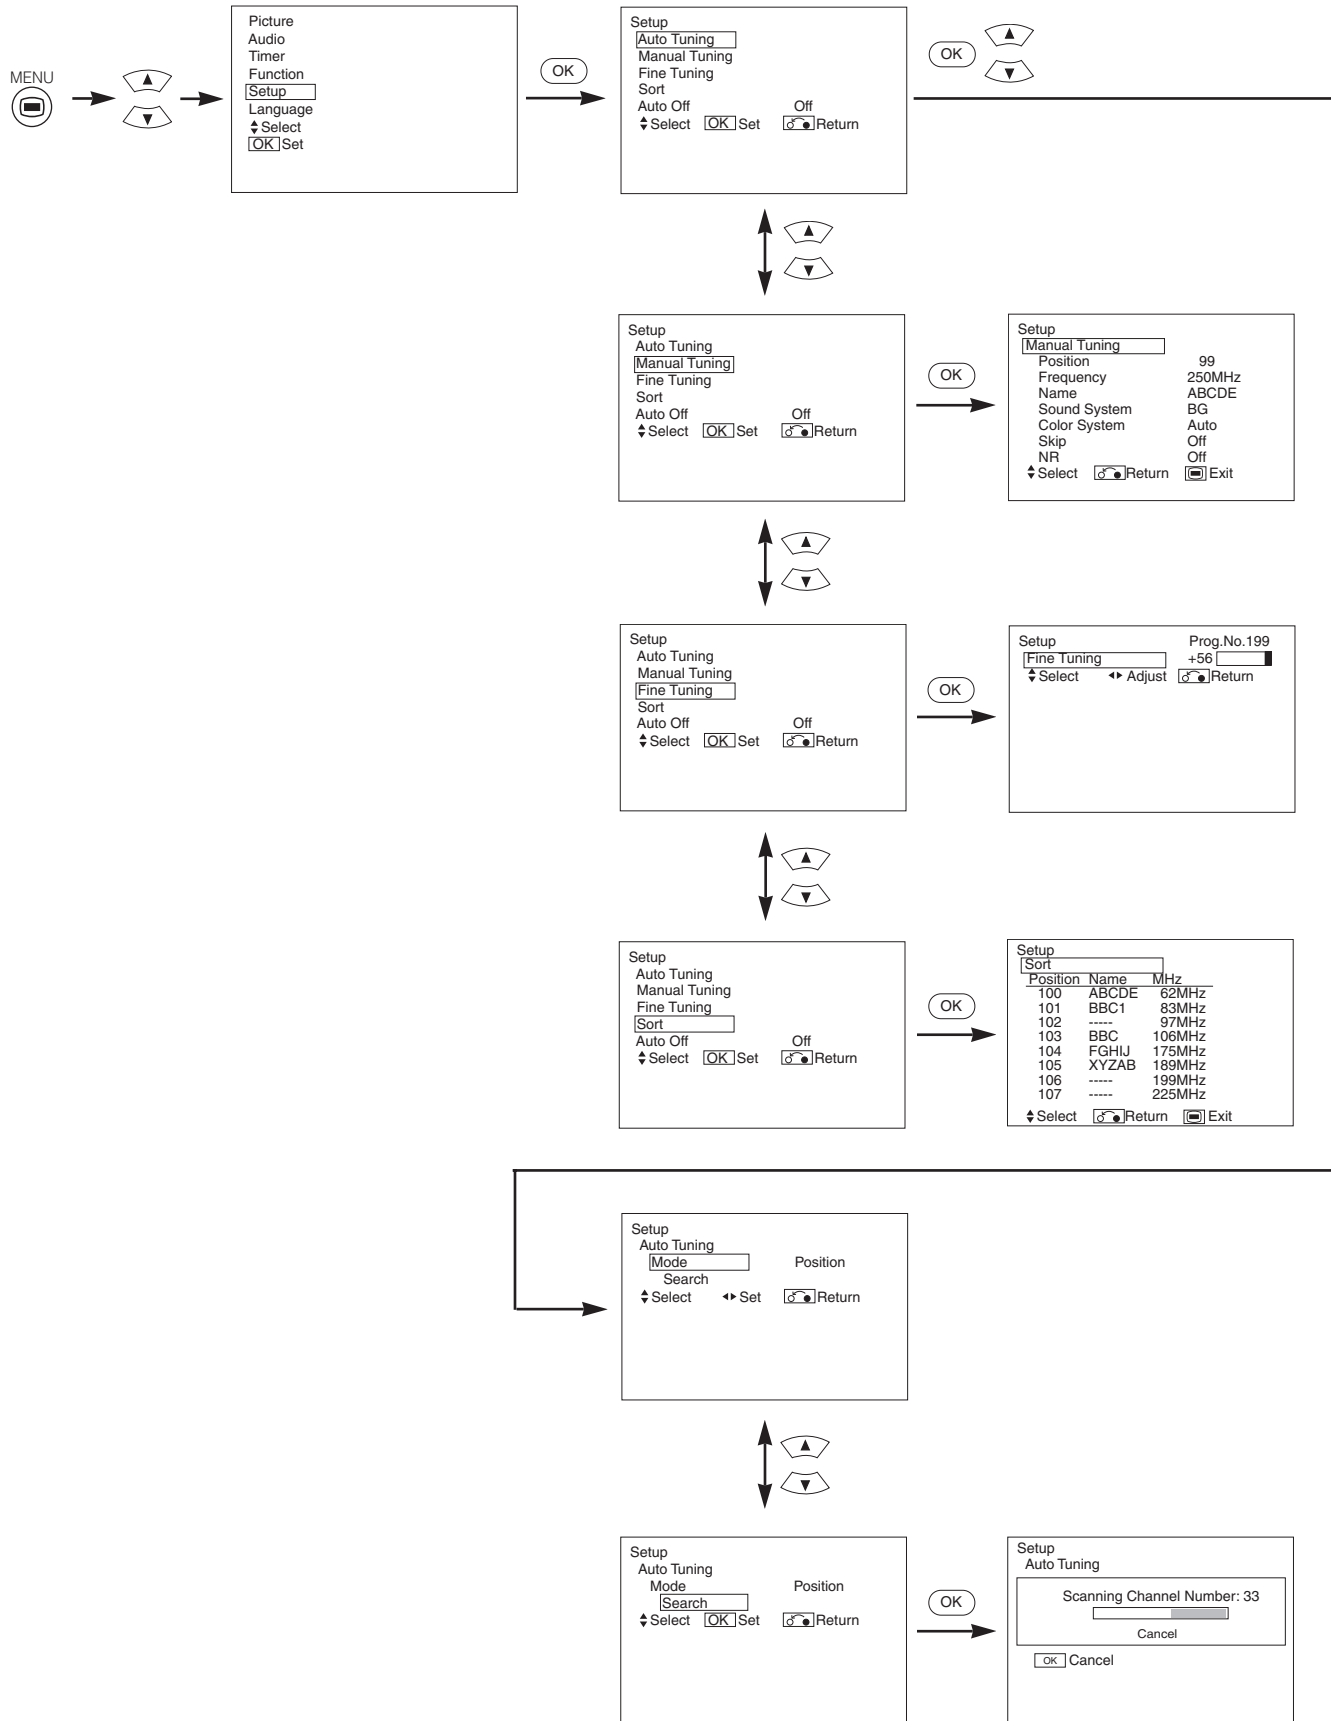 MENU
Picture
Audio
Timer
Function
Setup
Language
Select
OK Set
OK
Setup
Auto Tuning
Manual Tuning
Fine Tuning
Sort
Auto Off Off
Select OK Set Return
OK
Setup
Auto Tuning
Manual Tuning
Fine Tuning
Sort
Auto Off Off
Select OK Set Return
OK
Setup
Manual Tuning
Position 99
Frequency 250MHz
Name ABCDE
Sound System BG
Color System Auto
Skip Off
NR Off
Select Return Exit
Setup
Auto Tuning
Manual Tuning
Fine Tuning
Sort
Auto Off Off
Select OK Set Return
OK
Setup Prog.No.199
Fine Tuning +56
Select Adjust Return
Setup
Auto Tuning
Manual Tuning
Fine Tuning
Sort
Auto Off Off
Select OK Set Return
OK
Setup
Sort
Position Name MHz
100 ABCDE 62MHz
101 BBC1 83MHz
102 ----- 97MHz
103 BBC 106MHz
104 FGHIJ 175MHz
105 XYZAB 189MHz
106 ----- 199MHz
107 ----- 225MHz
Select Return Exit
Setup
Auto Tuning
Mode Position
Search
Select Set Return
Setup
Auto Tuning
Mode Position
Search
Select OK Set Return
OK
Setup
Auto Tuning
Scanning Channel Number: 33
Cancel
OK Cancel